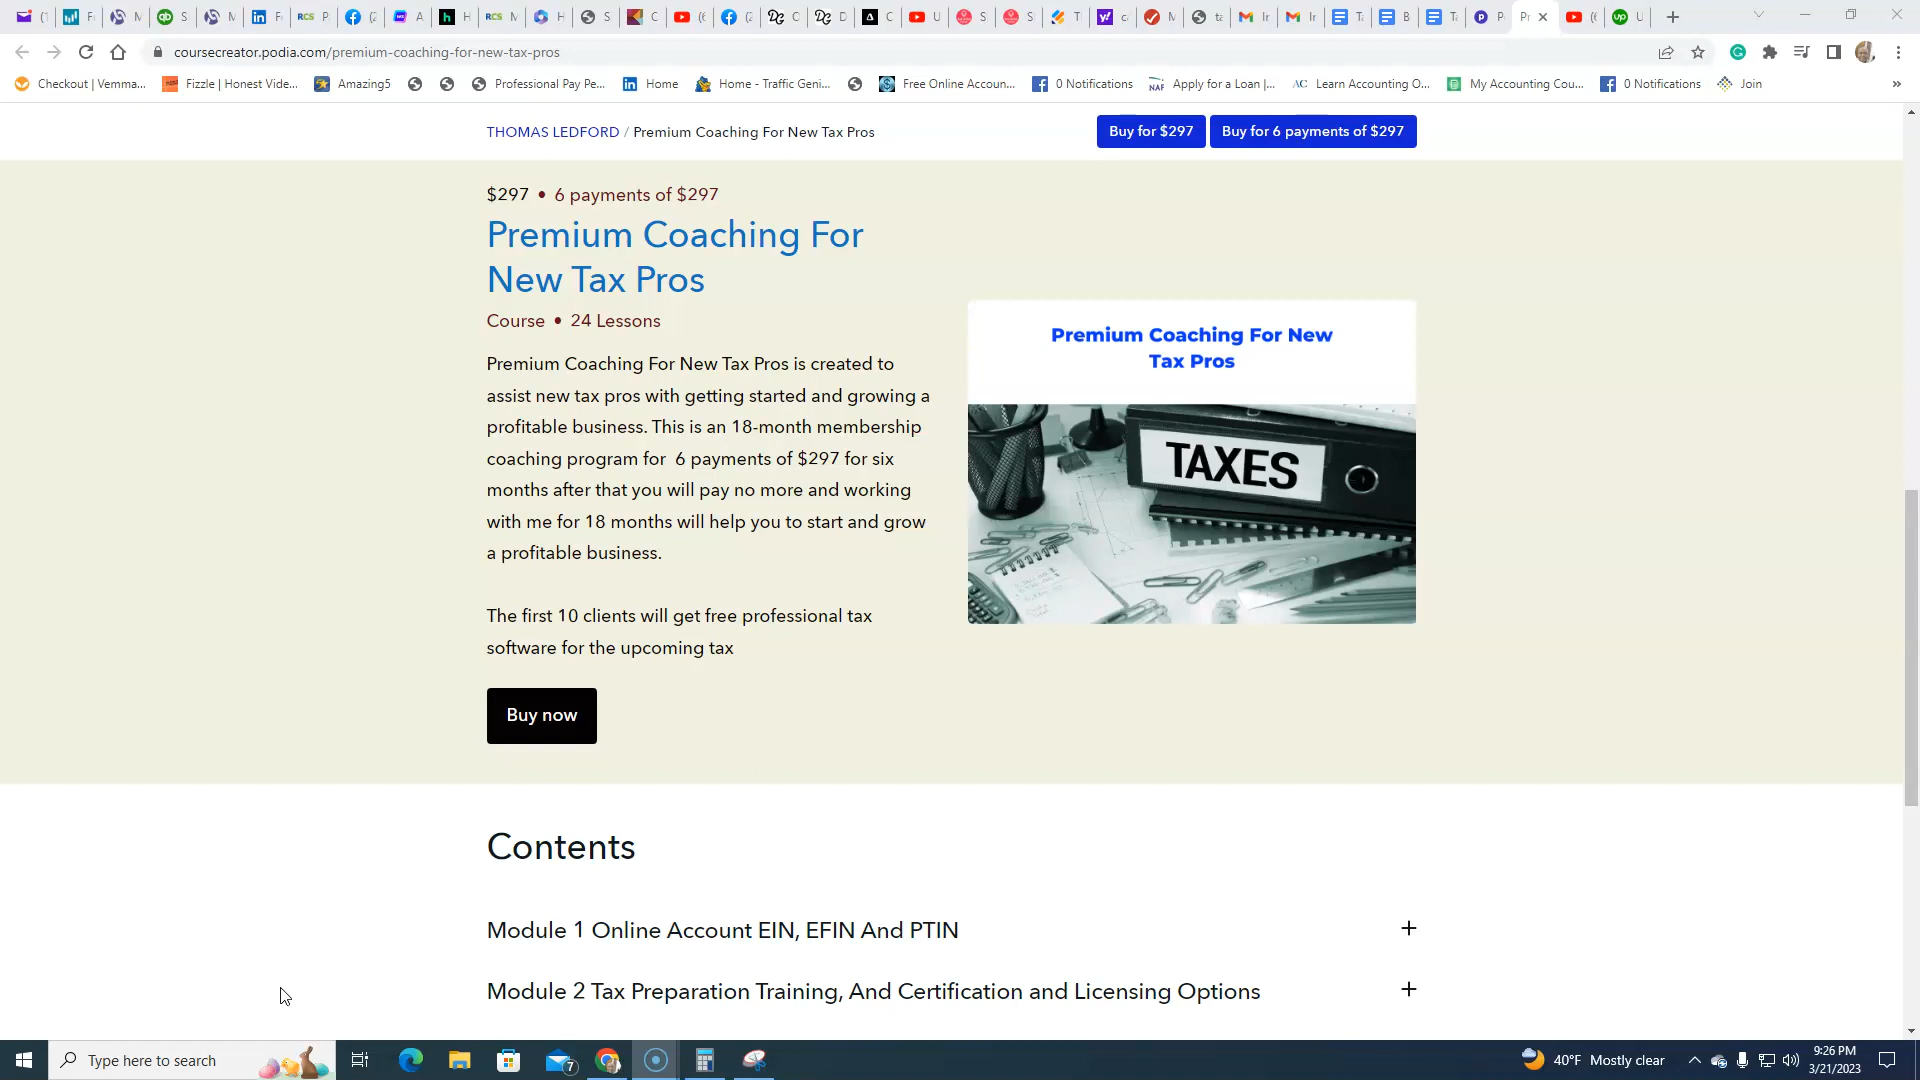 coursecreator.podia.com/premium-coaching-for-new-tax-pros
Checkout | Vemma...
Fizzle | Honest Vide...
Amazing5
Professional Pay Pe...
Home
Home - Traffic Geni...
Free Online Accoun...
0 Notifications
Apply for a Loan |...
Learn Accounting O...
My Accounting Cou...
0 Notifications
Join
»
THOMAS LEDFORD / Premium Coaching For New Tax Pros
Buy for $297
Buy for 6 payments of $297
$297 • 6 payments of $297
Premium Coaching For
New Tax Pros
Course • 24 Lessons
Premium Coaching For New Tax Pros is created to
assist new tax pros with getting started and growing a
profitable business. This is an 18-month membership
coaching program for 6 payments of $297 for six
months after that you will pay no more and working
with me for 18 months will help you to start and grow
a profitable business.
The first 10 clients will get free professional tax
software for the upcoming tax
Buy now
Premium Coaching For New
Tax Pros
TAXES
Contents
Module 1 Online Account EIN, EFIN And PTIN
+
Module 2 Tax Preparation Training, And Certification and Licensing Options
+
Type here to search
7
40°F Mostly clear
9:26 PM
3/21/2023